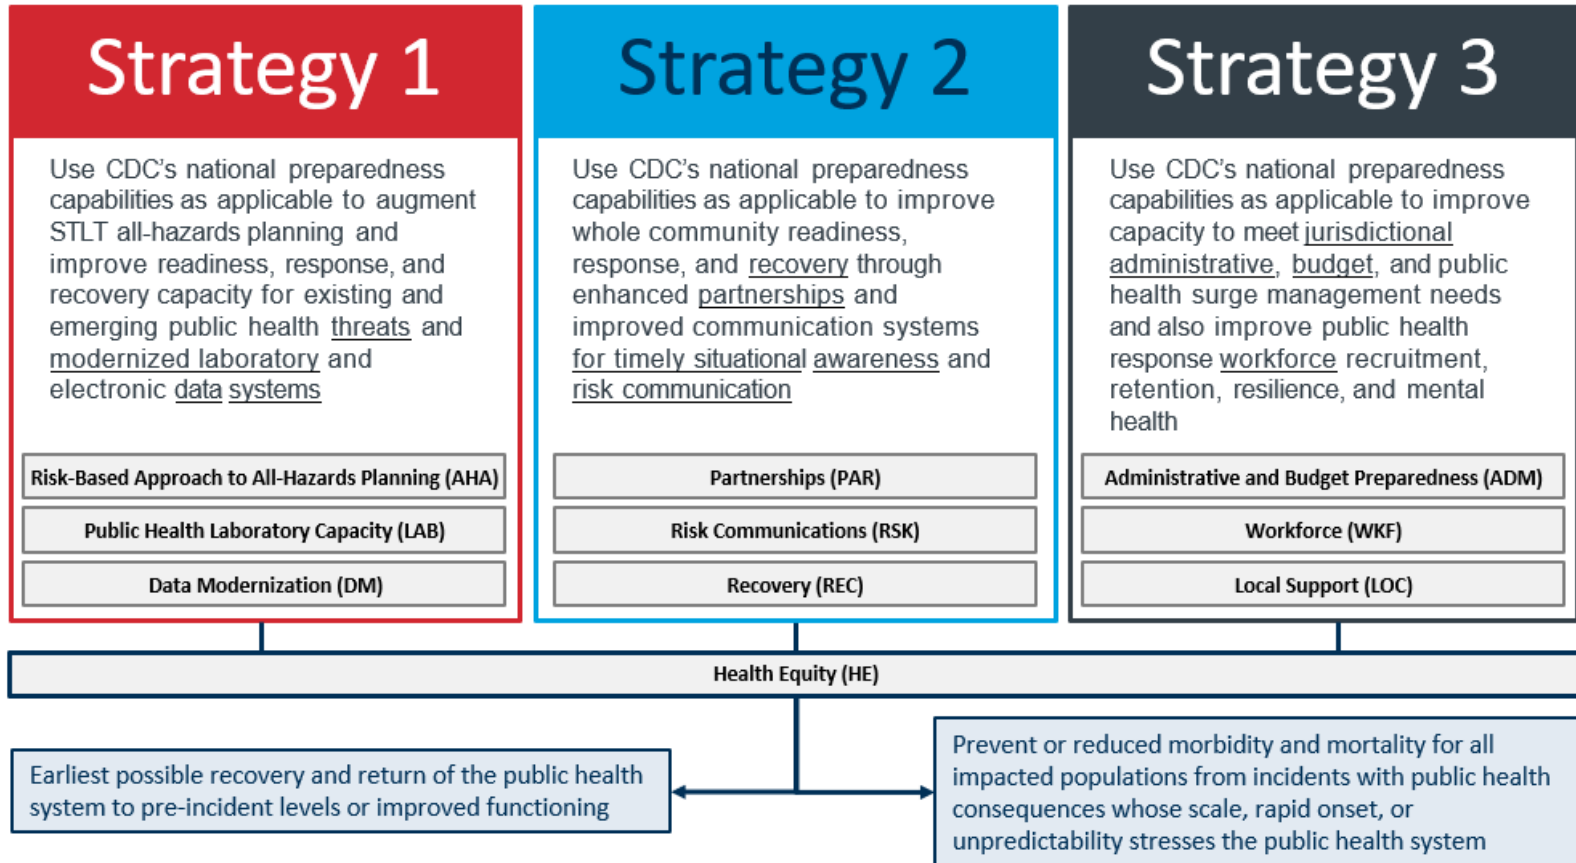 Strategy 1
Use CDC's national preparedness
capabilities as applicable to augment
STLT all-hazards planning and
improve readiness, response, and
recovery capacity for existing and
emerging public health threats and
modernized laboratory and
electronic data systems
Risk-Based Approach to All-Hazards Planning (AHA)
Public Health Laboratory Capacity (LAB)
Data Modernization (DM)
Strategy 2
Use CDC's national preparedness
capabilities as applicable to improve
whole community readiness,
response, and recovery through
enhanced partnerships and
improved communication systems
for timely situational awareness and
risk communication
Partnerships (PAR)
Risk Communications (RSK)
Recovery (REC)
Strategy 3
Use CDC's national preparedness
capabilities as applicable to improve
capacity to meet jurisdictional
administrative, budget, and public
health surge management needs
and also improve public health
response workforce recruitment,
retention, resilience, and mental
health
Administrative and Budget Preparedness (ADM)
Workforce (WKF)
Local Support (LOC)
Health Equity (HE)
Earliest possible recovery and return of the public health
system to pre-incident levels or improved functioning
Prevent or reduced morbidity and mortality for all
impacted populations from incidents with public health
consequences whose scale, rapid onset, or
unpredictability stresses the public health system